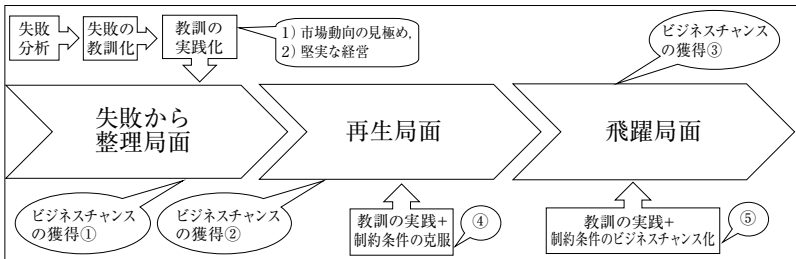 失敗
分析
失敗の
教訓化
教訓の
実践化
1) 市場動向の見極め,
2) 堅実な経営
ビジネスチャンス
の獲得③
失敗から
整理局面
再生局面
飛躍局面
ビジネスチャンス
の獲得①
ビジネスチャンス
の獲得②
教訓の実践+
制約条件の克服
④
教訓の実践+
制約条件のビジネスチャンス化
⑤